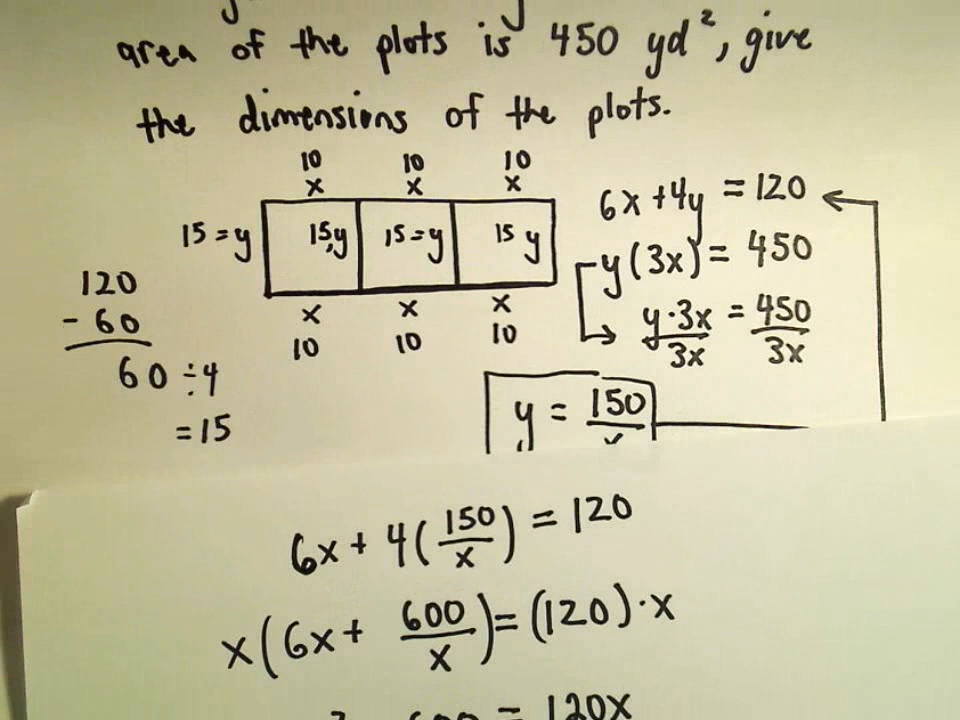 area of the plots is 450 yd², give
the dimensions of the plots.
10 10 10
x x x
15 = y 15,y 15 = y 15 y
x x x
10 10 10
120
- 60
60 ÷ 4
= 15
6x + 4y = 120
y(3x) = 450
y · 3x / 3x = 450 / 3x
y = 150 / x
6x + 4(150/x) = 120
x(6x + 600/x) = (120) · x
= 120x